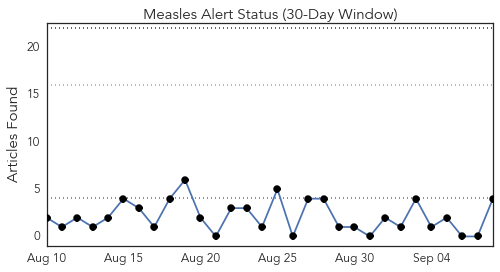 Measles Alert Status (30-Day Window)
Articles Found
20
15
10
5
0
Aug 10 Aug 15 Aug 20 Aug 25 Aug 30 Sep 04